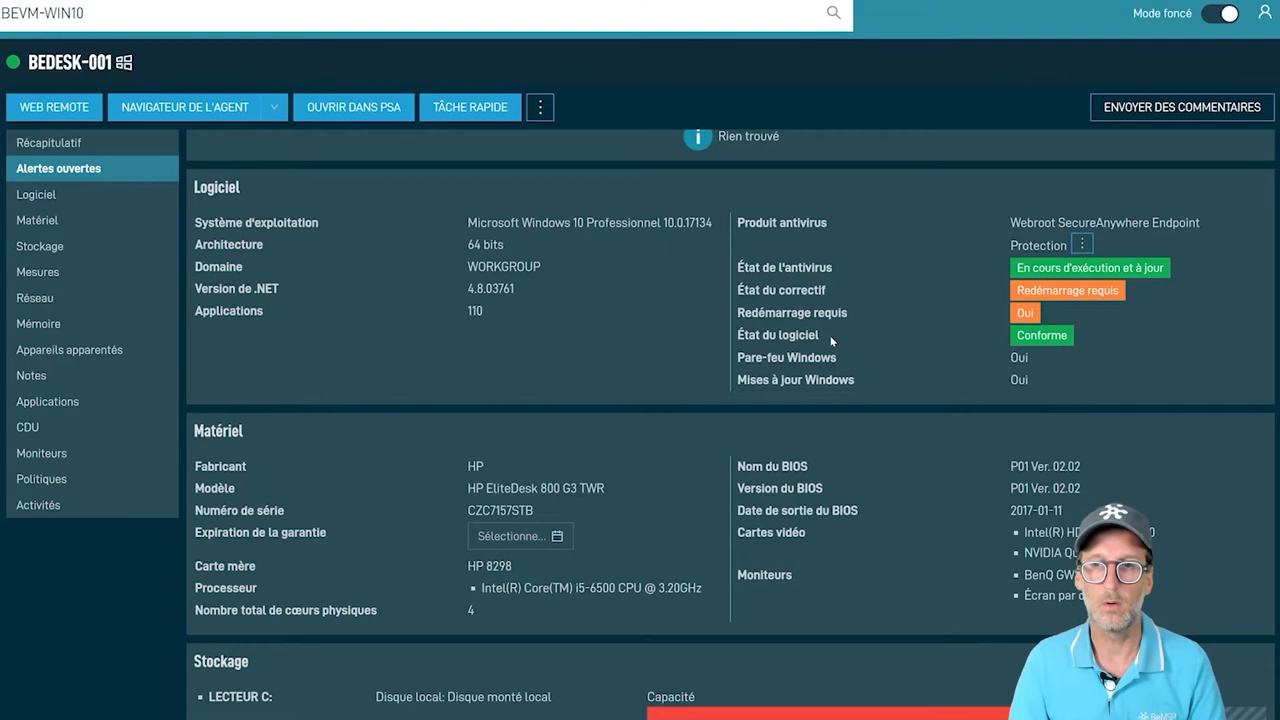 BEVM-WIN10
Mode foncé
BEDESK-001
WEB REMOTE
NAVIGATEUR DE L'AGENT
OUVRIR DANS PSA
TÂCHE RAPIDE
ENVOYER DES COMMENTAIRES
Récapitulatif
Alertes ouvertes
Logiciel
Matériel
Stockage
Mesures
Réseau
Mémoire
Appareils apparentés
Notes
Applications
CDU
Moniteurs
Politiques
Activités
Rien trouvé
Logiciel
Système d'exploitation Microsoft Windows 10 Professionnel 10.0.17134
Architecture 64 bits
Domaine WORKGROUP
Version de .NET 4.8.03761
Applications 110
Produit antivirus Webroot SecureAnywhere Endpoint
Protection
État de l'antivirus En cours d'exécution et à jour
État du correctif Redémarrage requis
Redémarrage requis Oui
État du logiciel Conforme
Pare-feu Windows Oui
Mises à jour Windows Oui
Matériel
Fabricant HP
Modèle HP EliteDesk 800 G3 TWR
Numéro de série CZC7157STB
Expiration de la garantie Sélectionne...
Carte mère HP 8298
Processeur Intel(R) Core(TM) i5-6500 CPU @ 3.20GHz
Nombre total de cœurs physiques 4
Nom du BIOS P01 Ver. 02.02
Version du BIOS P01 Ver. 02.02
Date de sortie du BIOS 2017-01-11
Cartes vidéo Intel(R)
NVIDIA
Moniteurs BenQ
Écran par
Stockage
LECTEUR C: Disque local: Disque monté local Capacité